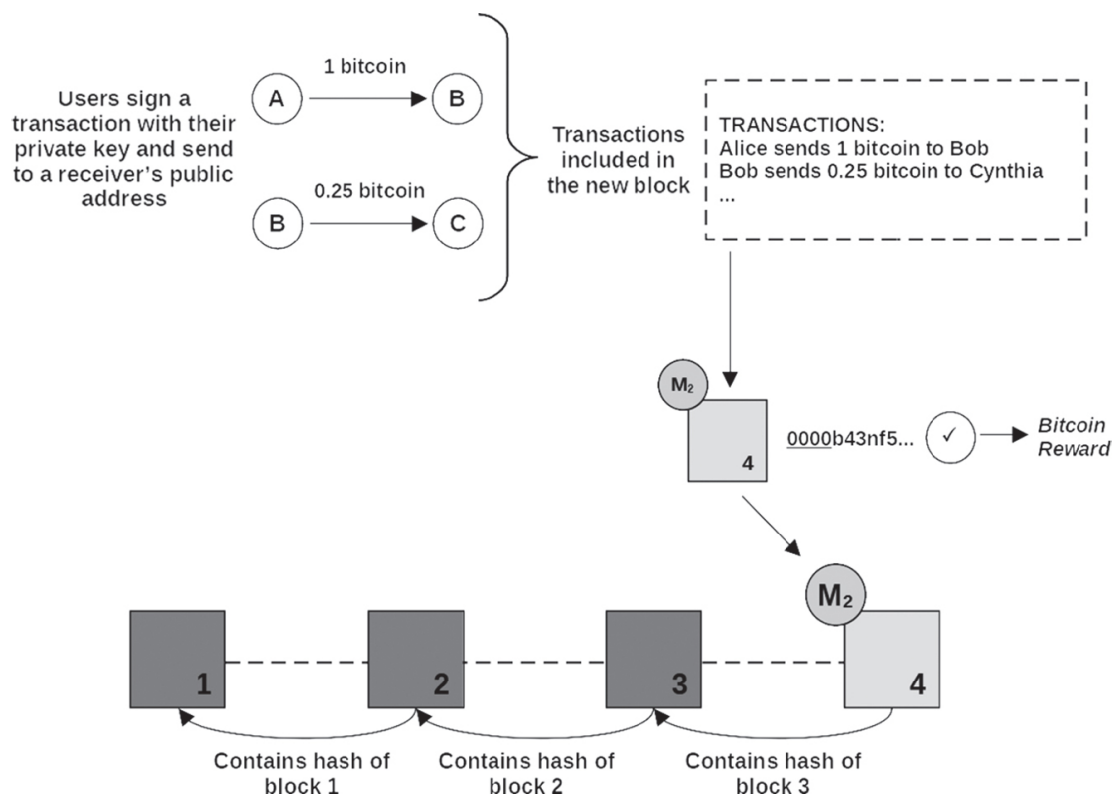 Users sign a
transaction with their
private key and send
to a receiver’s public
address
A
1 bitcoin
B
B
0.25 bitcoin
C
Transactions
included in
the new block
TRANSACTIONS:
Alice sends 1 bitcoin to Bob
Bob sends 0.25 bitcoin to Cynthia
...
M₂
4
0000b43nf5...
✓
Bitcoin
Reward
M₂
1
2
3
4
Contains hash of
block 1
Contains hash of
block 2
Contains hash of
block 3